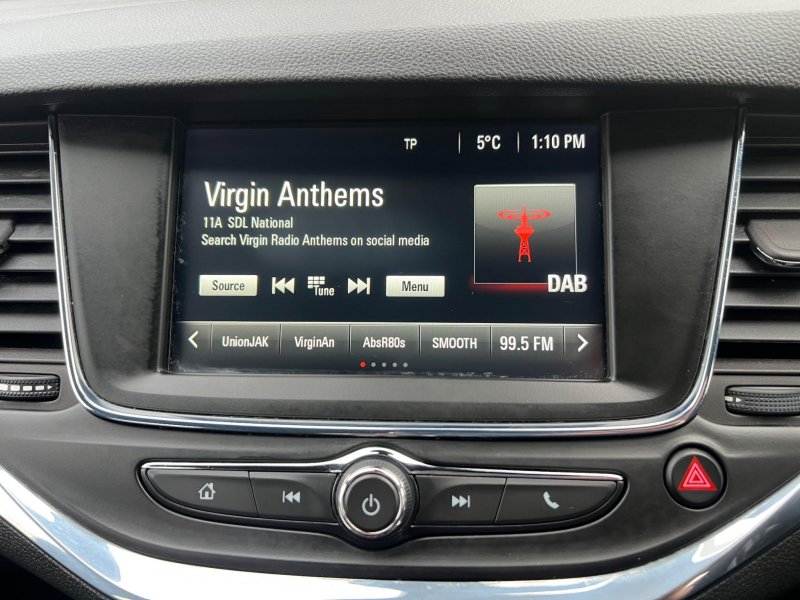 TP 5°C 1:10 PM
Virgin Anthems
11A SDL National
Search Virgin Radio Anthems on social media
DAB
Source Tune Menu
UnionJAK VirginAn AbsR80s SMOOTH 99.5 FM